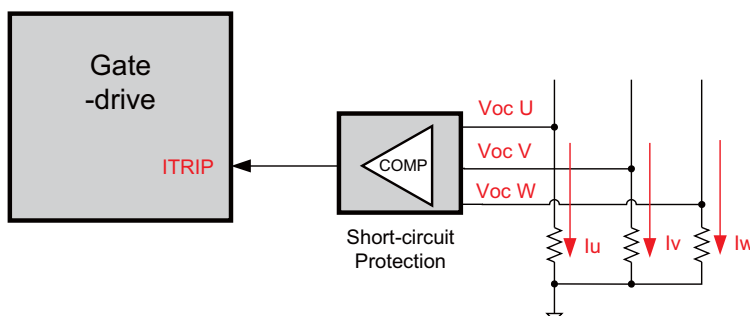 Gate
-drive
ITRIP
COMP
Short-circuit
Protection
Voc U
Voc V
Voc W
Iu
Iv
Iw